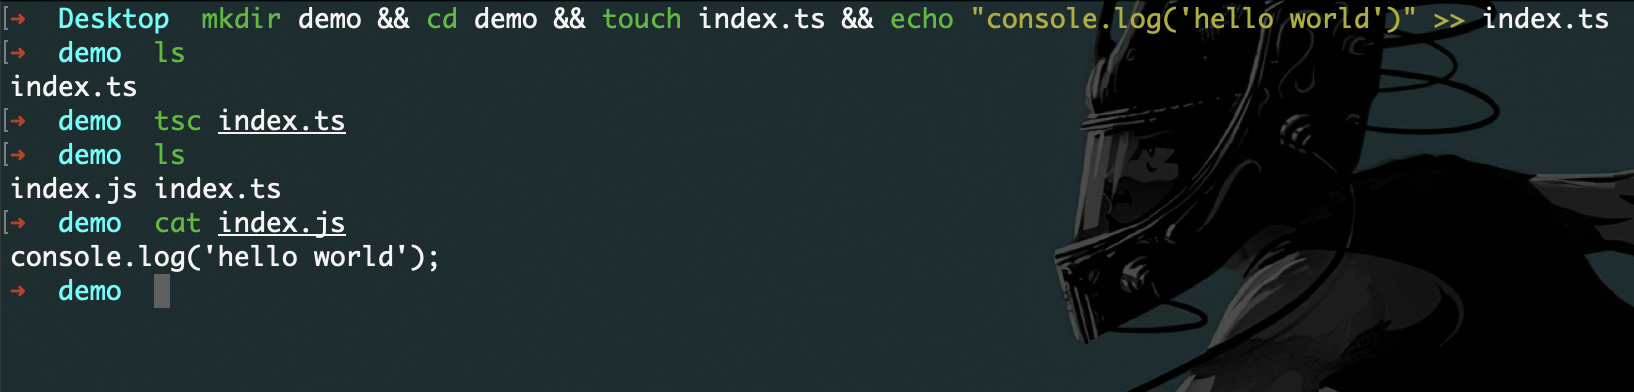 [→ Desktop mkdir demo && cd demo && touch index.ts && echo "console.log('hello world')" >> index.ts
[→ demo ls
index.ts
[→ demo tsc index.ts
[→ demo ls
index.js index.ts
[→ demo cat index.js
console.log('hello world');
→ demo